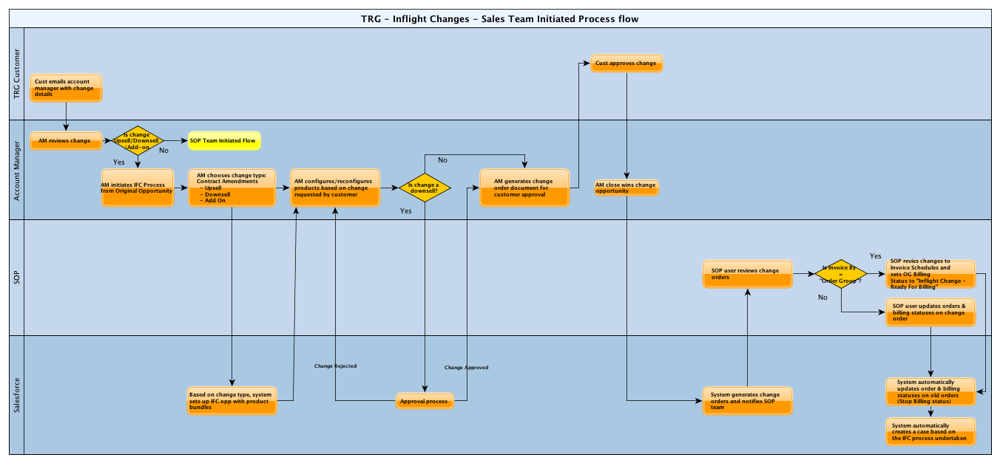 TRG - Inflight Changes - Sales Team Initiated Process flow
TRG Customer
Cust emails account
manager with change
details
Cust approves change
Account Manager
AM reviews change
Is change
Upsell/Downsell
/Add-on
No
Yes
SOP Team Initiated Flow
AM initiates IFC Process
from Original Opportunity
AM chooses change type:
Contract Amendments
- Upsell
- Downsell
- Add On
AM configures/reconfigures
products based on change
requested by customer
Is change a
downsell?
No
Yes
AM generates change
order document for
customer approval
AM close wins change
opportunity
SOP
SOP user reviews change
orders
Is Invoice By
=
"Order Group"?
Yes
No
SOP revies changes to
Invoice Schedules and
sets OG Billing
Status to "Inflight Change -
Ready For Billing"
SOP user updates orders &
billing statuses on change
order
Salesforce
Based on change type, system
sets up IFC opp with product
bundles
Change Rejected
Approval process
Change Approved
System generates change
orders and notifies SOP
team
System automatically
updates order & billing
statuses on old orders
(Stop Billing status)
System automatically
creates a case based on
the IFC process undertaken